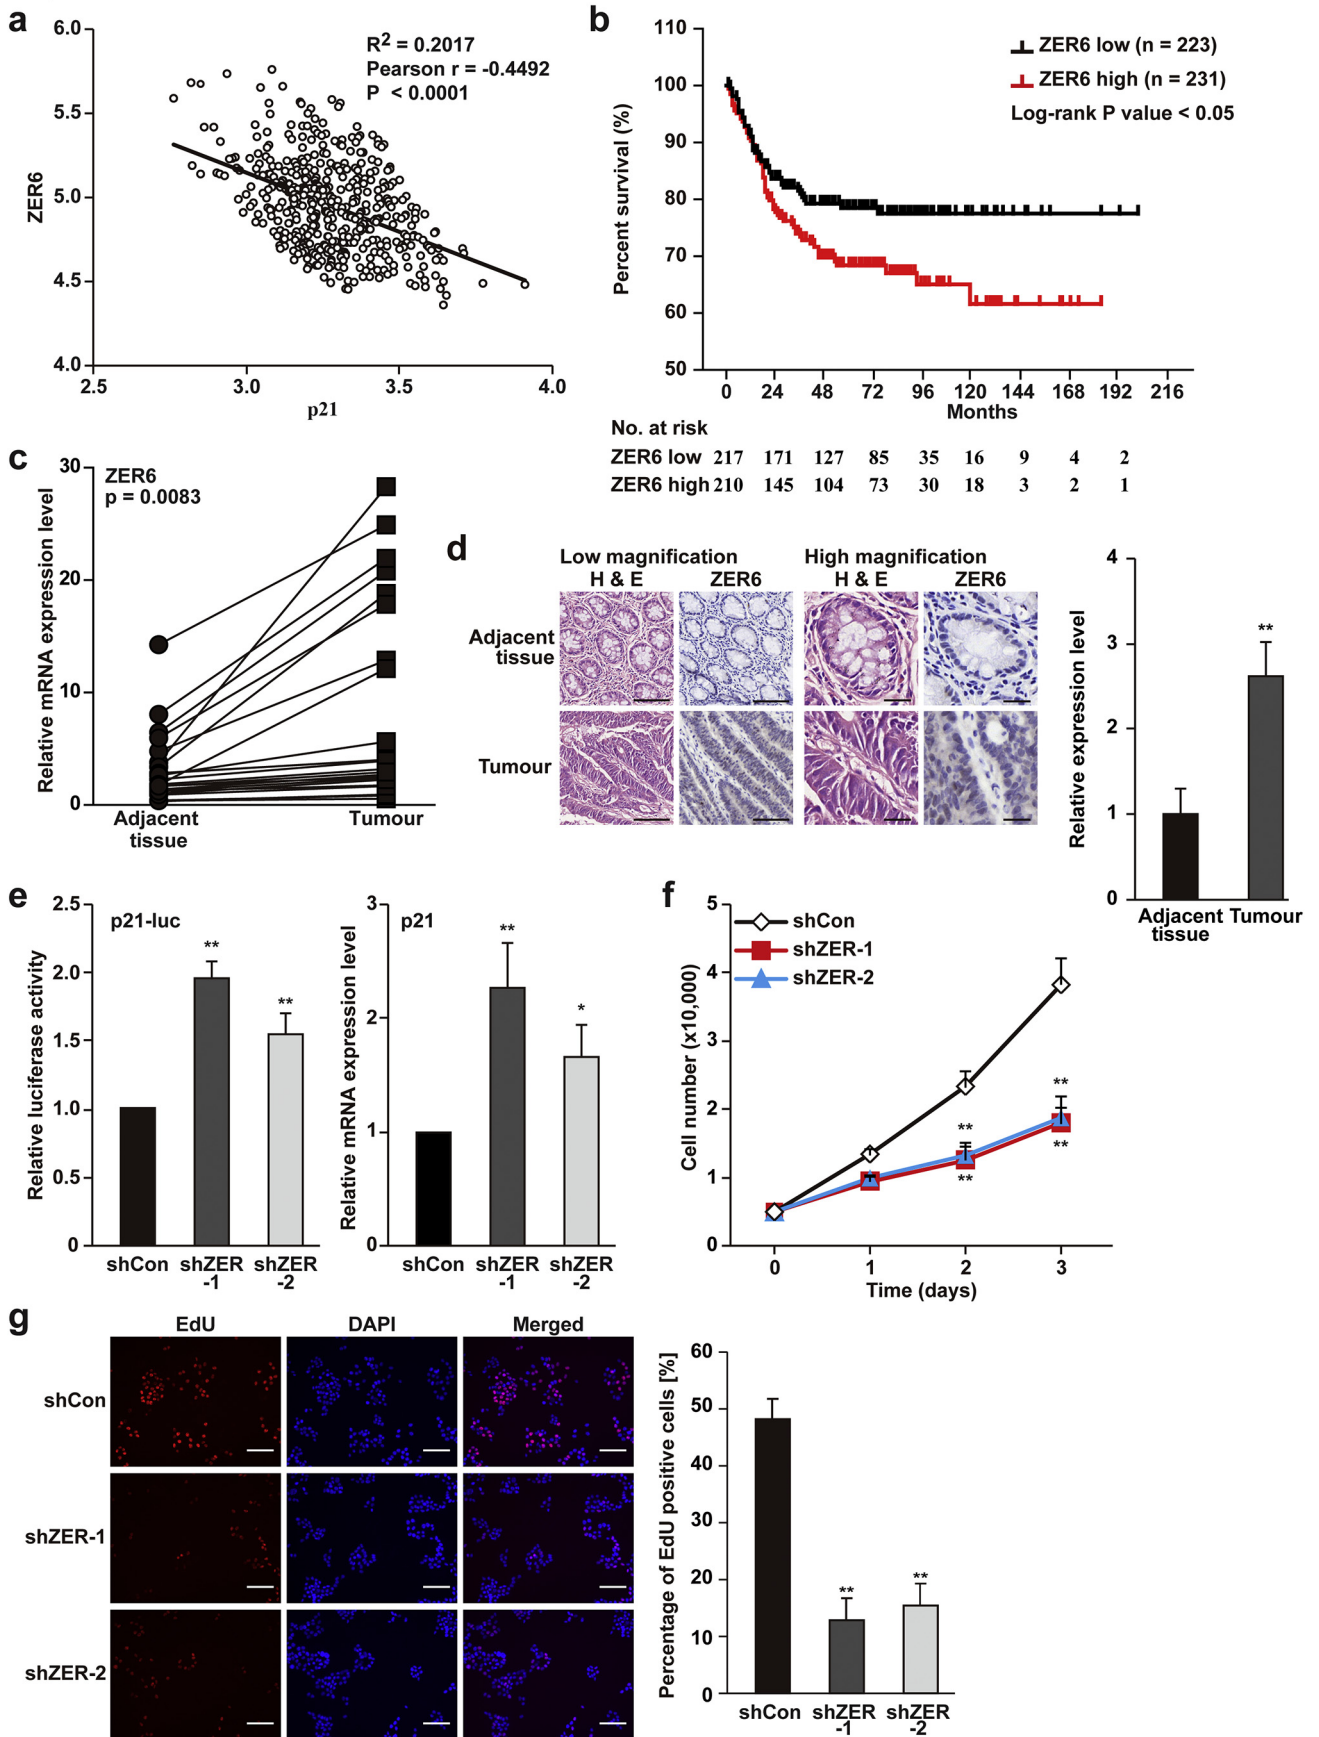 a
6.0
5.5
5.0
4.5
4.0
ZER6
R2 = 0.2017
Pearson r = -0.4492
P < 0.0001
2.5 3.0 3.5 4.0
p21
b
110
100
90
80
70
60
50
Percent survival (%)
ZER6 low (n = 223)
ZER6 high (n = 231)
Log-rank P value < 0.05
0 24 48 72 96 120 144 168 192 216
Months
No. at risk
ZER6 low 217 171 127 85 35 16 9 4 2
ZER6 high 210 145 104 73 30 18 3 2 1
c
30
20
10
0
Relative mRNA expression level
ZER6
p = 0.0083
Adjacent tissue
Tumour
d
Low magnification
High magnification
H & E ZER6 H & E ZER6
Adjacent tissue
Tumour
4
3
2
1
0
Relative expression level
**
Adjacent tissue
Tumour
e
2.5
2.0
1.5
1.0
0.5
0
Relative luciferase activity
p21-luc
**
**
shCon shZER-1 shZER-2
3
2
1
0
Relative mRNA expression level
p21
**
*
shCon shZER-1 shZER-2
f
5
4
3
2
1
0
Cell number (x10,000)
shCon
shZER-1
shZER-2
**
**
**
**
0 1 2 3
Time (days)
g
EdU DAPI Merged
shCon
shZER-1
shZER-2
60
50
40
30
20
10
0
Percentage of EdU positive cells [%]
**
**
shCon shZER-1 shZER-2